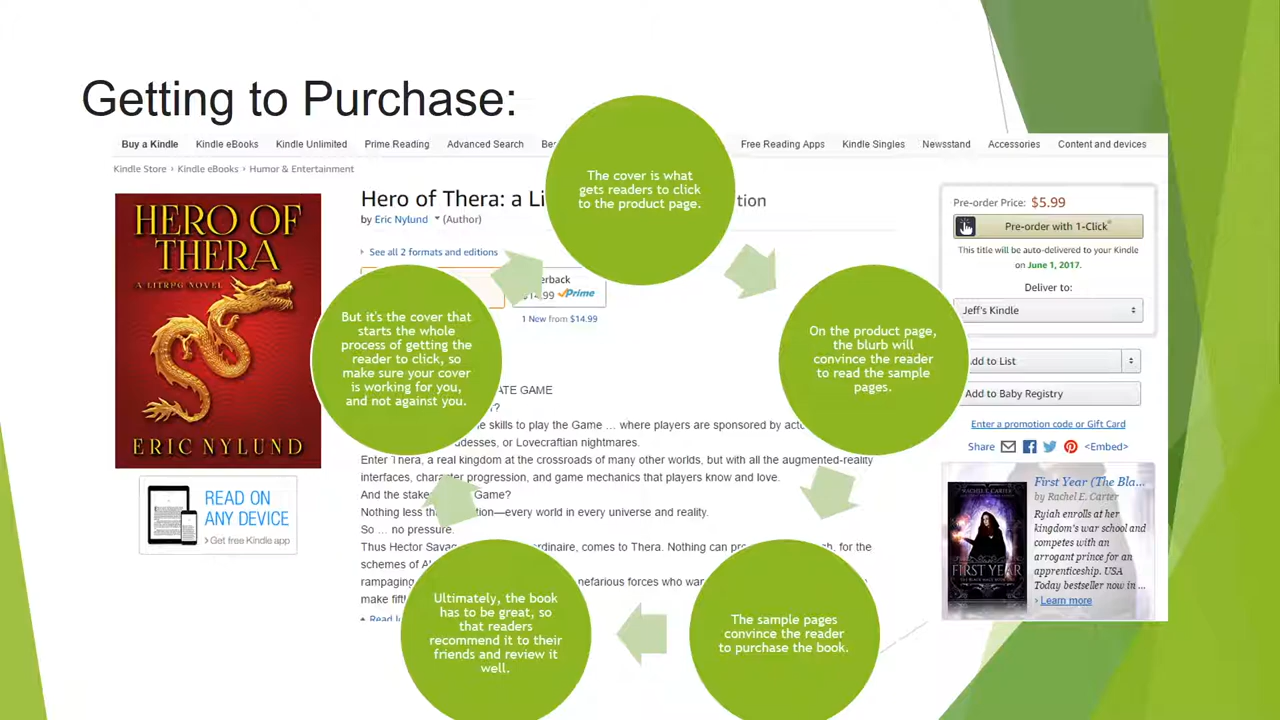 Getting to Purchase:
Buy a Kindle Kindle eBooks Kindle Unlimited Prime Reading Advanced Search Free Reading Apps Kindle Singles Newsstand Accessories Content and devices
Kindle Store › Kindle eBooks › Humor & Entertainment
HERO OF
THERA
A LITRPG NOVEL
ERIC NYLUND
READ ON
ANY DEVICE
› Get free Kindle app
Hero of Thera: a
by Eric Nylund (Author)
See all 2 formats and editions
$14.99 Prime
1 New from $14.99
The cover is what
gets readers to click
to the product page.
On the product page,
the blurb will
convince the reader
to read the sample
pages.
The sample pages
convince the reader
to purchase the book.
Ultimately, the book
has to be great, so
that readers
recommend it to their
friends and review it
well.
But it's the cover that
starts the whole
process of getting the
reader to click, so
make sure your cover
is working for you,
and not against you.
GAME
skills to play the Game ... where players are sponsored by
or Lovecraftian nightmares.
Enter Thera, a real kingdom at the crossroads of many other worlds, but with all the augmented-reality
interfaces, character progression, and game mechanics that players know and love.
And the Game?
Nothing less every world in every universe and reality.
So ... no pressure.
Thus Hector comes to Thera. Nothing can for the
schemes of
rampaging nefarious forces who
make
Pre-order Price: $5.99
Pre-order with 1-Click®
This title will be auto-delivered to your Kindle
on June 1, 2017.
Deliver to:
Jeff's Kindle
Add to List
Add to Baby Registry
Enter a promotion code or Gift Card
Share <Embed>
RACHEL E. CARTER
FIRST YEAR
First Year (The Bla...
by Rachel E. Carter
Ryiah enrolls at her
kingdom's war school and
competes with an
arrogant prince for an
apprenticeship. USA
Today bestseller now in ...
› Learn more